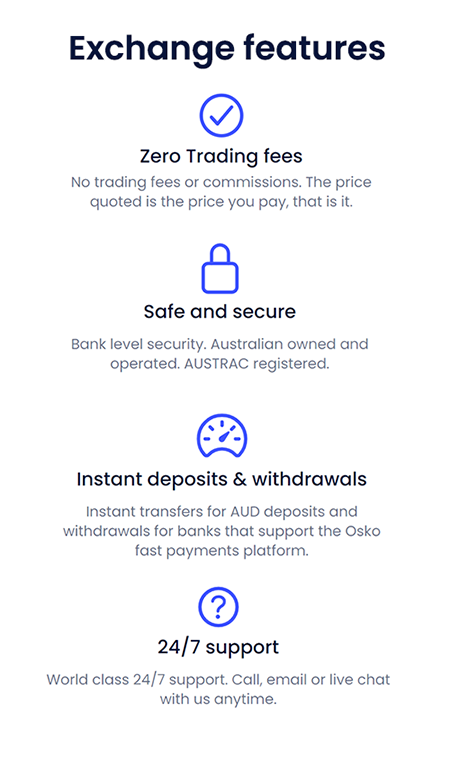 Exchange features
Zero Trading fees
No trading fees or commissions. The price
quoted is the price you pay, that is it.
Safe and secure
Bank level security. Australian owned and
operated. AUSTRAC registered.
Instant deposits & withdrawals
Instant transfers for AUD deposits and
withdrawals for banks that support the Osko
fast payments platform.
?
24/7 support
World class 24/7 support. Call, email or live chat
with us anytime.